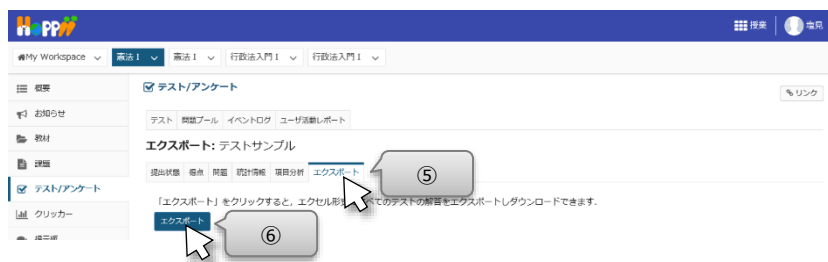 HOPPII
授業
塩見
My Workspace 憲法Ⅰ 憲法Ⅰ 行政法入門Ⅰ 行政法入門Ⅰ
概要
お知らせ
教材
課題
テスト/アンケート
クリッカー
テスト/アンケート
リンク
テスト 問題プール イベントログ ユーザ活動レポート
エクスポート: テストサンプル
提出状態 得点 問題 統計情報 項目分析 エクスポート
⑤
「エクスポート」をクリックすると，エクセル形 べてのテストの解答をエクスポートしダウンロードできます.
エクスポート
⑥